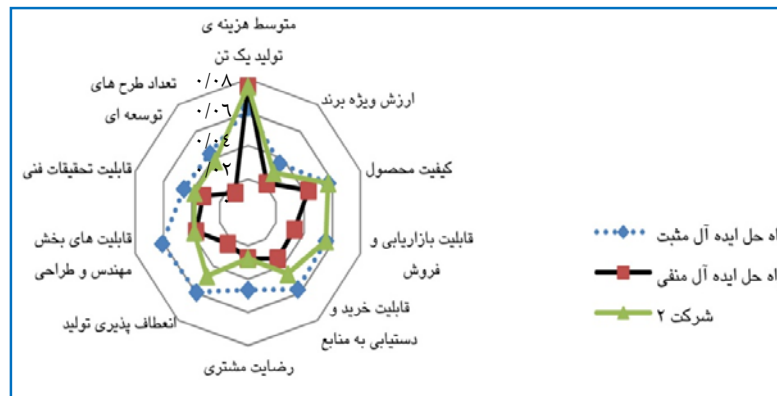 متوسط هزینه ی
تولید یک تن
ارزش ویژه برند
کیفیت محصول
قابلیت بازاریابی و
فروش
قابلیت خرید و
دستیابی به منابع
رضایت مشتری
انعطاف پذیری تولید
قابلیت های بخش
مهندس و طراحی
قابلیت تحقیقات فنی
تعداد طرح های
توسعه ای
۰/۰۸
۰/۰۶
۰/۰۴
۰/۰۲
۰
اه حل ایده آل مثبت
اه حل ایده آل منفی
شرکت ۲